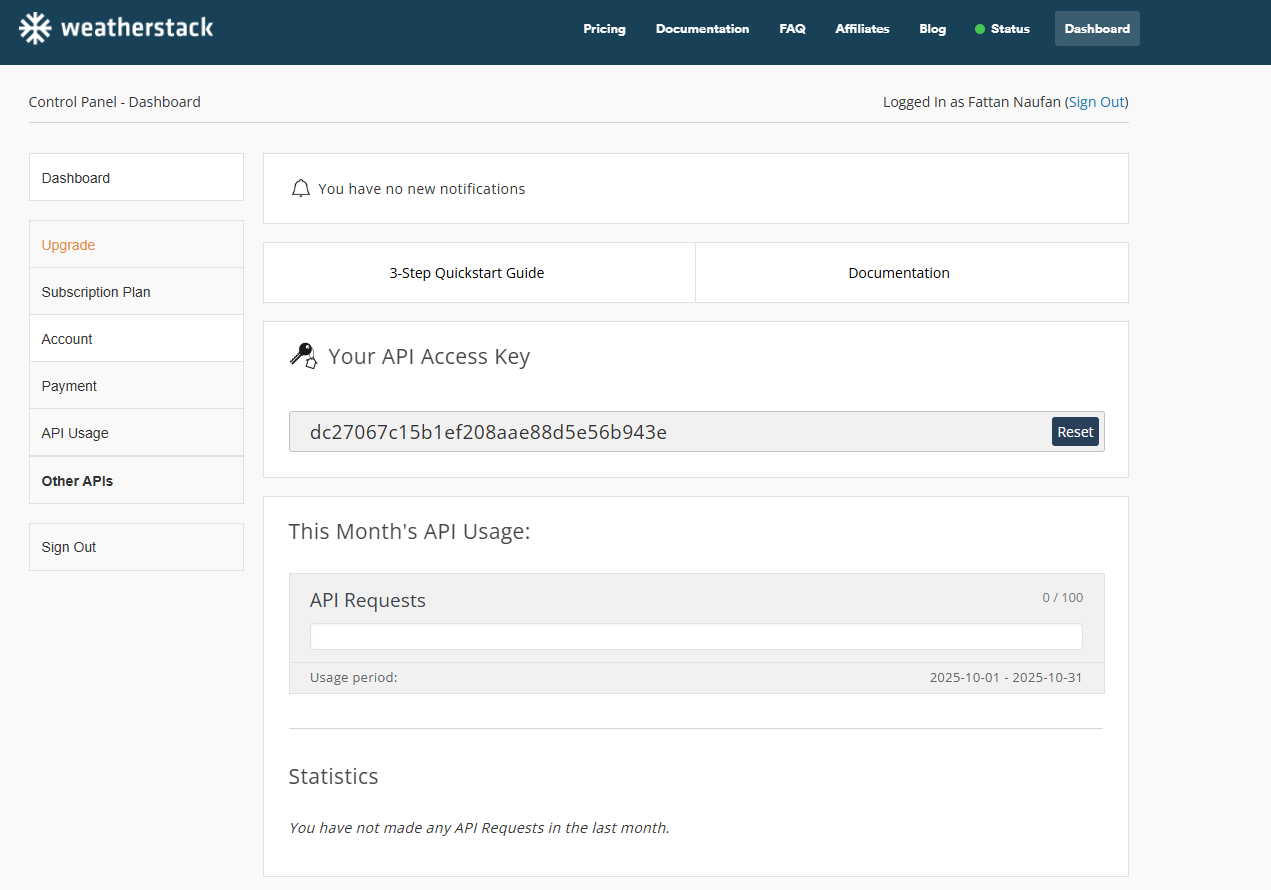 weatherstack
Pricing Documentation FAQ Affiliates Blog Status Dashboard
Control Panel - Dashboard Logged In as Fattan Naufan (Sign Out)
Dashboard
Upgrade
Subscription Plan
Account
Payment
API Usage
Other APIs
Sign Out
You have no new notifications
3-Step Quickstart Guide Documentation
Your API Access Key
dc27067c15b1ef208aae88d5e56b943e Reset
This Month's API Usage:
API Requests 0 / 100
Usage period: 2025-10-01 - 2025-10-31
Statistics
You have not made any API Requests in the last month.